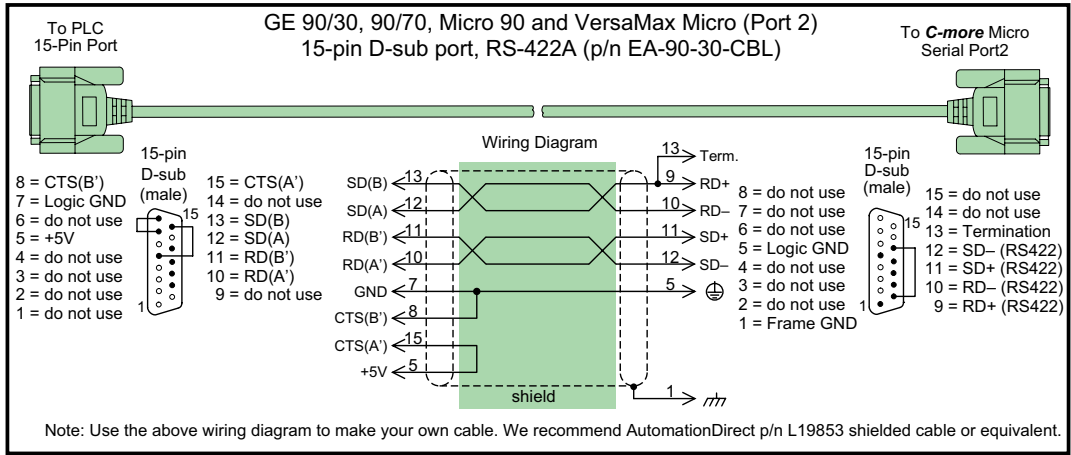 GE 90/30, 90/70, Micro 90 and VersaMax Micro (Port 2)
15-pin D-sub port, RS-422A (p/n EA-90-30-CBL)
To PLC
15-Pin Port
To C-more Micro
Serial Port2
Wiring Diagram
15-pin
D-sub
(male)
8 = CTS(B’)
7 = Logic GND
6 = do not use
5 = +5V
4 = do not use
3 = do not use
2 = do not use
1 = do not use
15
1
15 = CTS(A’)
14 = do not use
13 = SD(B)
12 = SD(A)
11 = RD(B’)
10 = RD(A’)
9 = do not use
13 Term.
SD(B) 13 9 RD+
SD(A) 12 10 RD–
RD(B’) 11 11 SD+
RD(A’) 10 12 SD–
GND 7 5
CTS(B’) 8
CTS(A’) 15
+5V 5
shield
1
8 = do not use
7 = do not use
6 = do not use
5 = Logic GND
4 = do not use
3 = do not use
2 = do not use
1 = Frame GND
15-pin
D-sub
(male)
15
1
15 = do not use
14 = do not use
13 = Termination
12 = SD– (RS422)
11 = SD+ (RS422)
10 = RD– (RS422)
9 = RD+ (RS422)
Note: Use the above wiring diagram to make your own cable. We recommend AutomationDirect p/n L19853 shielded cable or equivalent.